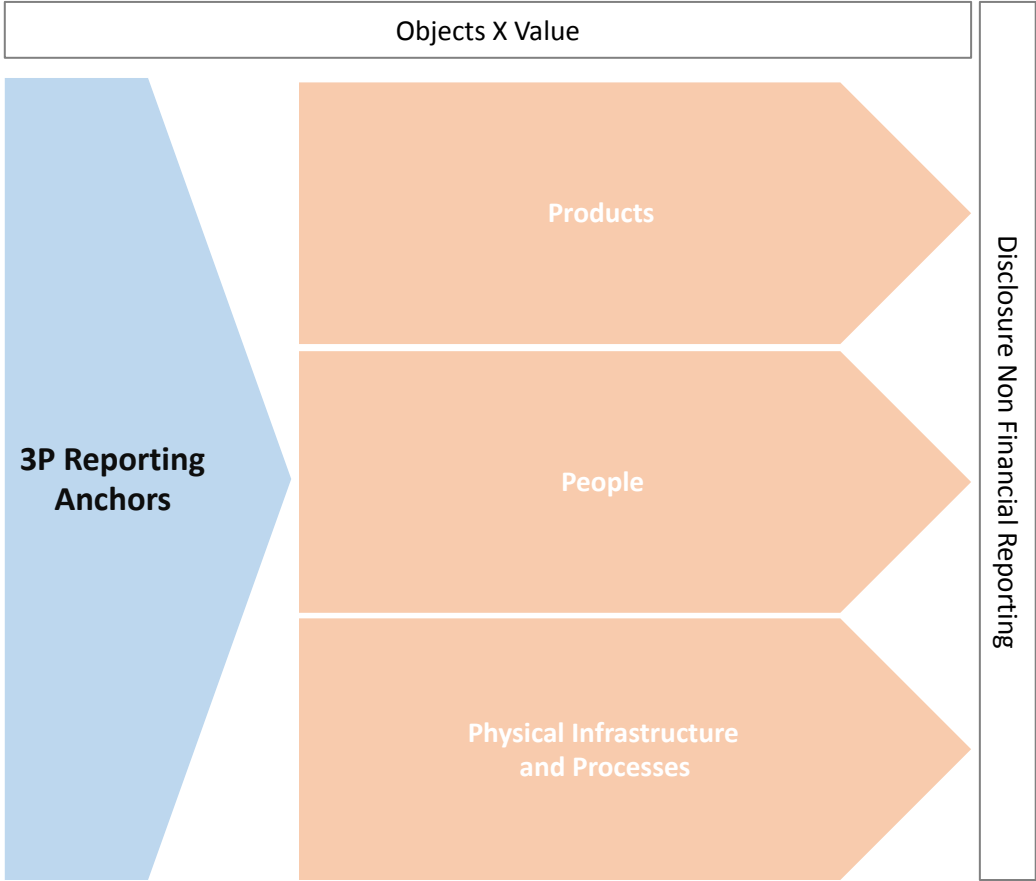 Objects X Value
3P Reporting
Anchors
Products
People
Physical Infrastructure
and Processes
Disclosure Non Financial Reporting